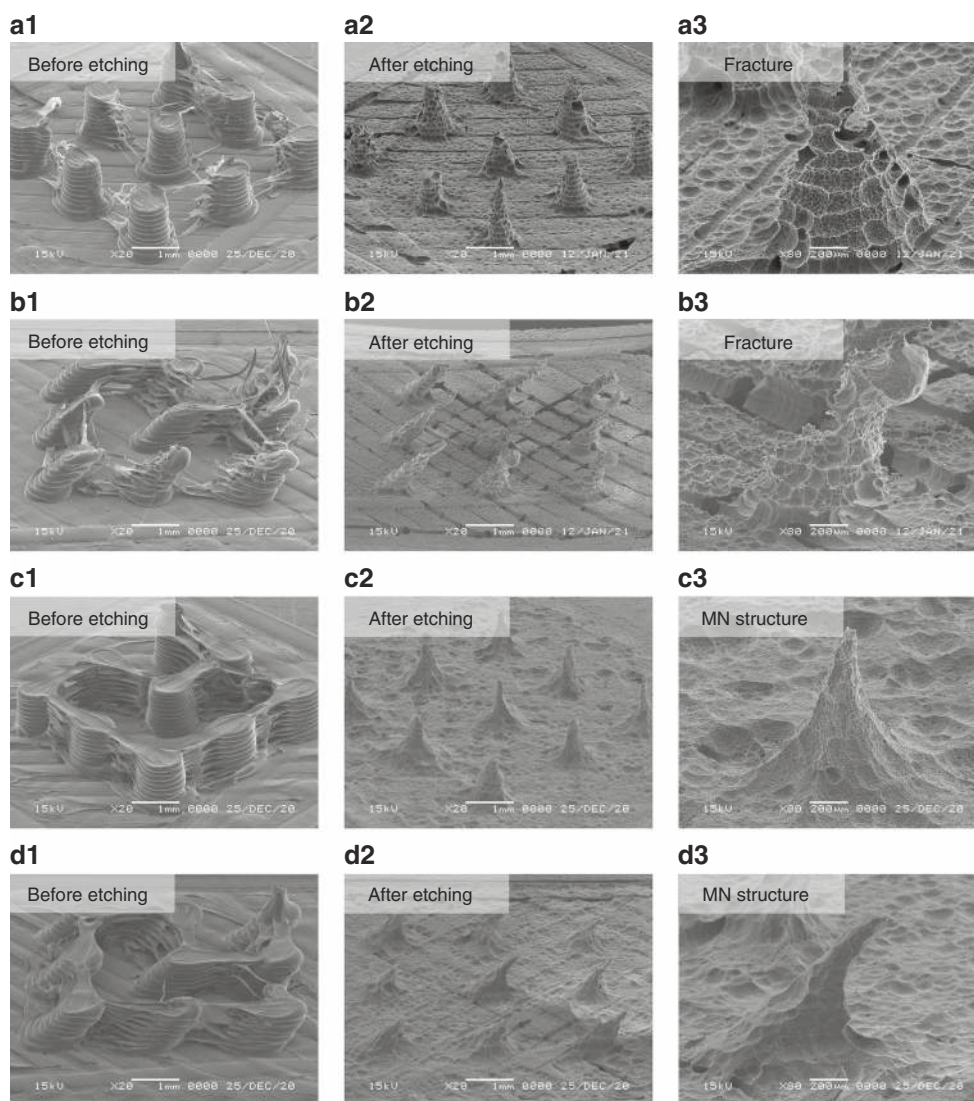 a1
a2
a3
Before etching
After etching
Fracture
15kV X20 1mm 0000 25/DEC/20
15kV X20 1mm 0000 12/JAN/21
15kV X80 200µm 0000 12/JAN/21
b1
b2
b3
Before etching
After etching
Fracture
15kV X20 1mm 0000 25/DEC/20
15kV X20 1mm 0000 12/JAN/21
15kV X80 200µm 0000 12/JAN/21
c1
c2
c3
Before etching
After etching
MN structure
15kV X20 1mm 0000 25/DEC/20
15kV X20 1mm 0000 25/DEC/20
15kV X80 200µm 0000 25/DEC/20
d1
d2
d3
Before etching
After etching
MN structure
15kV X20 1mm 0000 25/DEC/20
15kV X20 1mm 0000 25/DEC/20
15kV X80 200µm 0000 25/DEC/20